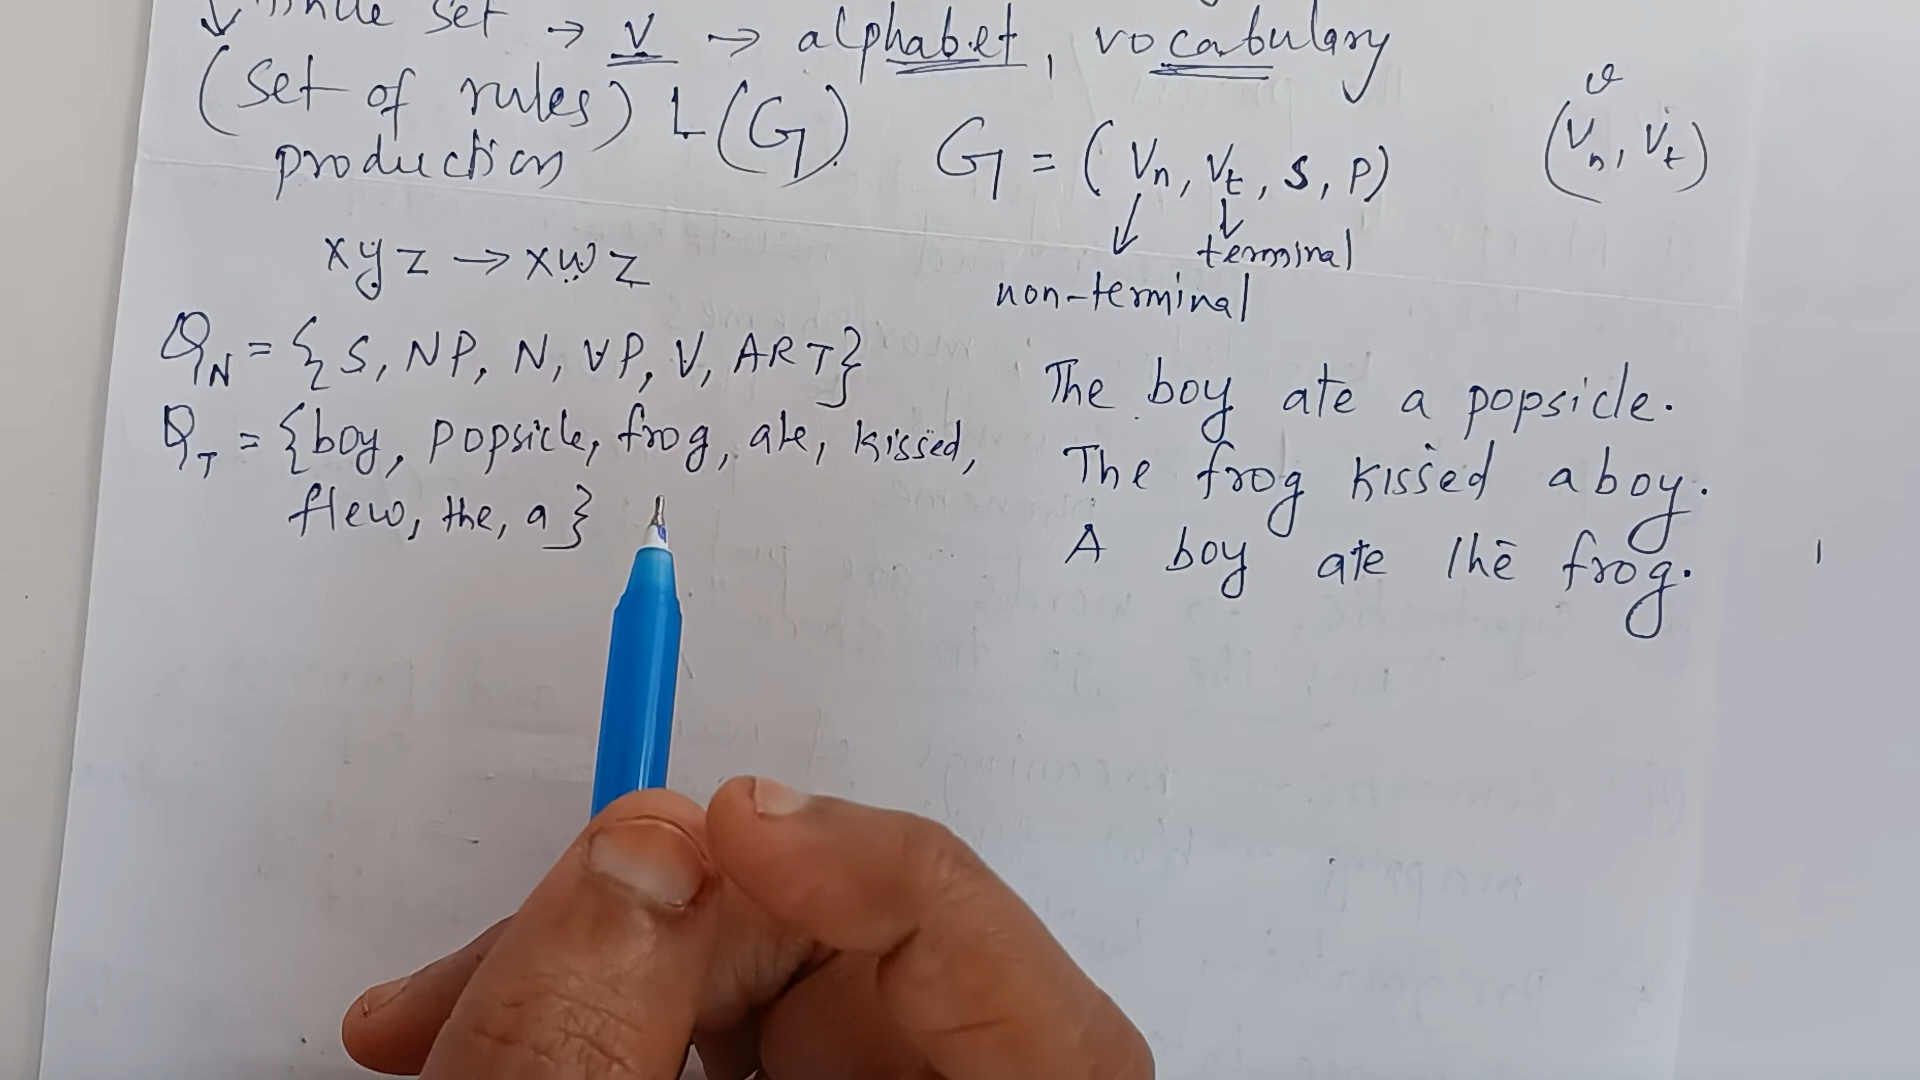 finite set → V → alphabet, vocabulary
(set of rules) L(G)
production
G = (Vn, Vt, S, P)
v
(Vn, Vt)
terminal
non-terminal
xyz → xwz
QN = {S, NP, N, VP, V, ART}
QT = {boy, popsicle, frog, ate, kissed,
flew, the, a}
The boy ate a popsicle.
The frog kissed a boy.
A boy ate the frog.